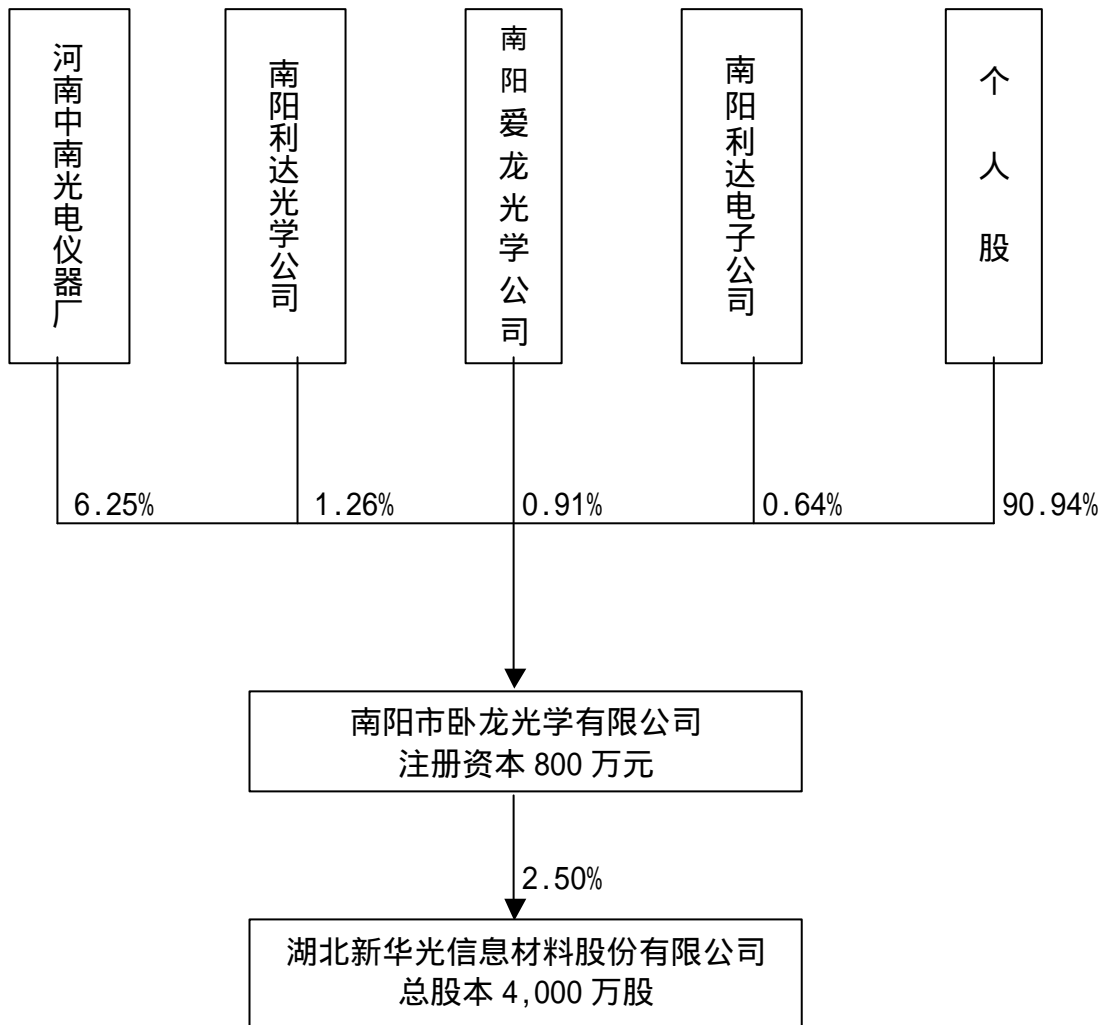 河南中南光电仪器厂
南阳利达光学公司
南阳爱龙光学公司
南阳利达电子公司
个人股
6.25%
1.26%
0.91%
0.64%
90.94%
南阳市卧龙光学有限公司
注册资本 800 万元
2.50%
湖北新华光信息材料股份有限公司
总股本 4,000 万股